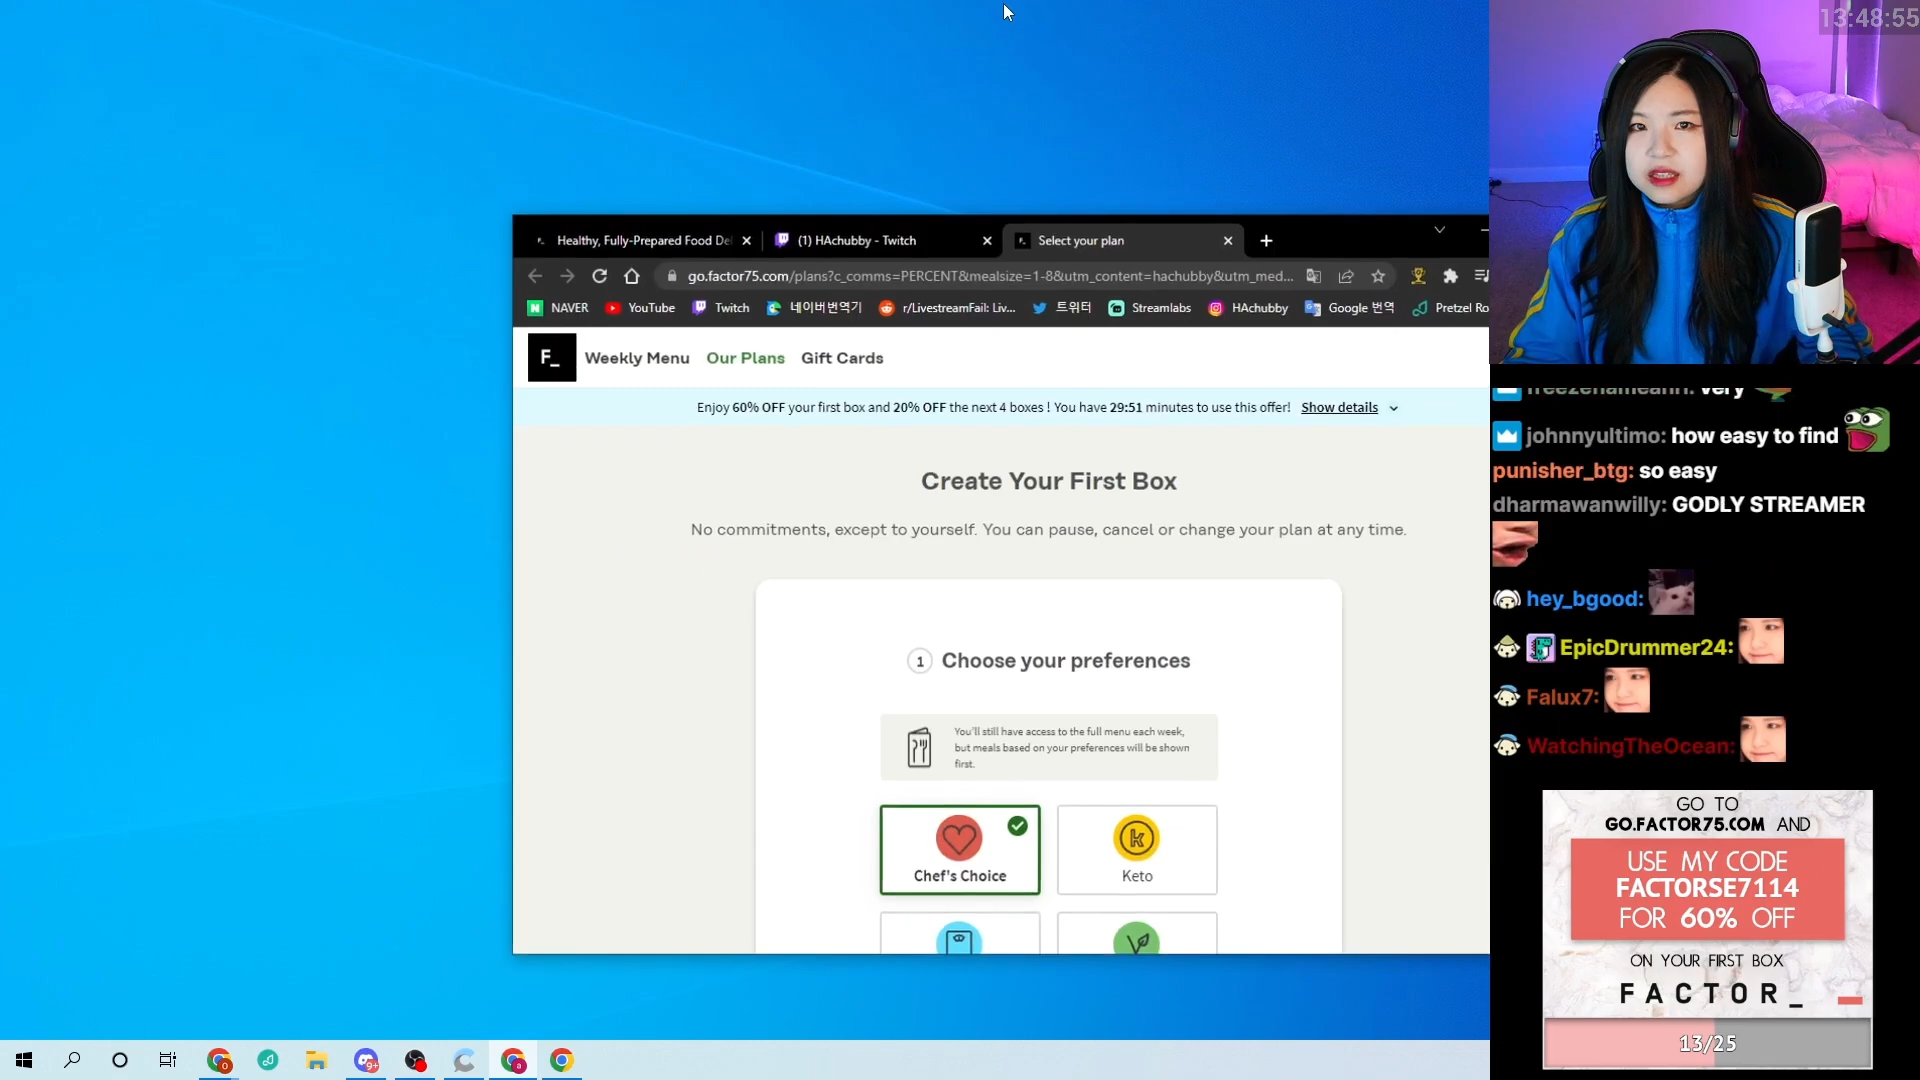 13:48:55
Healthy, Fully-Prepared Food De
(1) HAchubby - Twitch
Select your plan
go.factor75.com/plans?c_comms=PERCENT&mealsize=1-8&utm_content=hachubby&utm_med...
NAVER
YouTube
Twitch
네이버번역기
r/LivestreamFail: Liv...
트위터
Streamlabs
HAchubby
Google 번역
Pretzel Ro
F_
Weekly Menu
Our Plans
Gift Cards
Enjoy 60% OFF your first box and 20% OFF the next 4 boxes ! You have 29:51 minutes to use this offer! Show details
Create Your First Box
No commitments, except to yourself. You can pause, cancel or change your plan at any time.
1 Choose your preferences
You'll still have access to the full menu each week,
but meals based on your preferences will be shown
first.
Chef's Choice
Keto
very
johnnyultimo: how easy to find
punisher_btg: so easy
dharmawanwilly: GODLY STREAMER
hey_bgood:
EpicDrummer24:
Falux7:
WatchingTheOcean:
GO TO
GO.FACTOR75.COM AND
USE MY CODE
FACTORSE7114
FOR 60% OFF
ON YOUR FIRST BOX
FACTOR_
13/25
9+